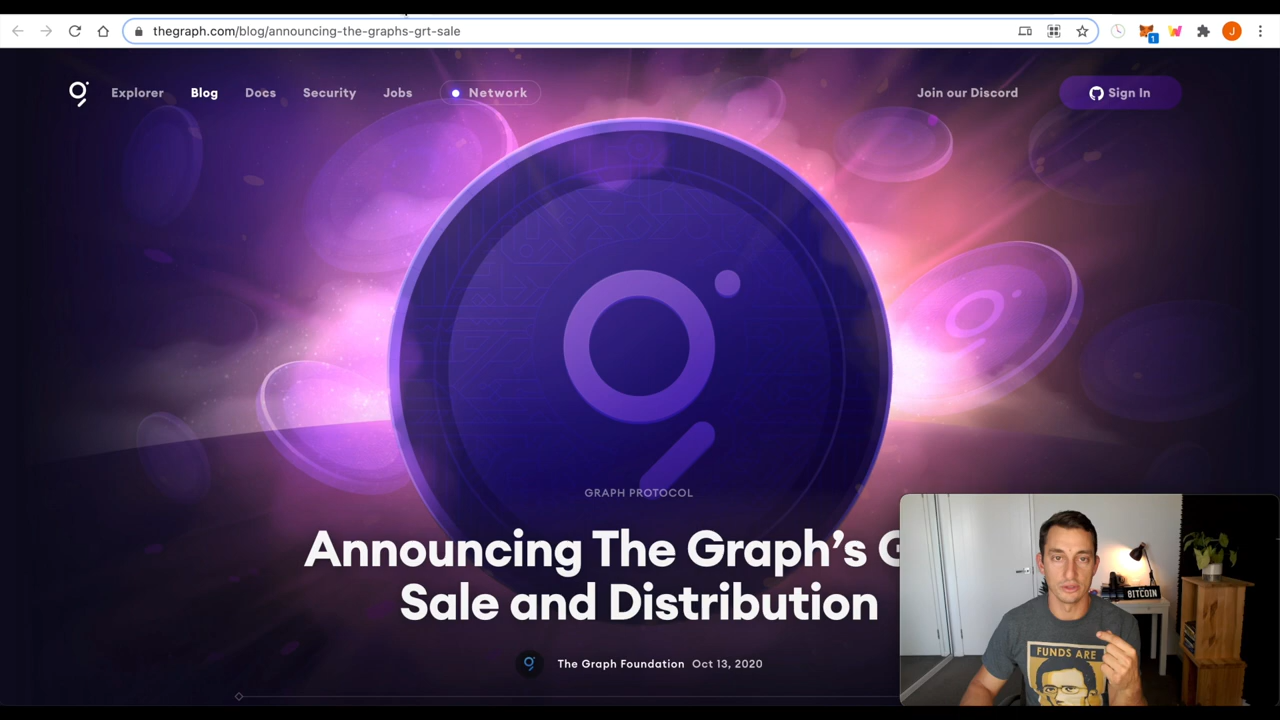 thegraph.com/blog/announcing-the-graphs-grt-sale
1
J
Explorer
Blog
Docs
Security
Jobs
Network
Join our Discord
Sign In
GRAPH PROTOCOL
Announcing The Graph's G
Sale and Distribution
The Graph Foundation Oct 13, 2020
BITCOIN
FUNDS ARE